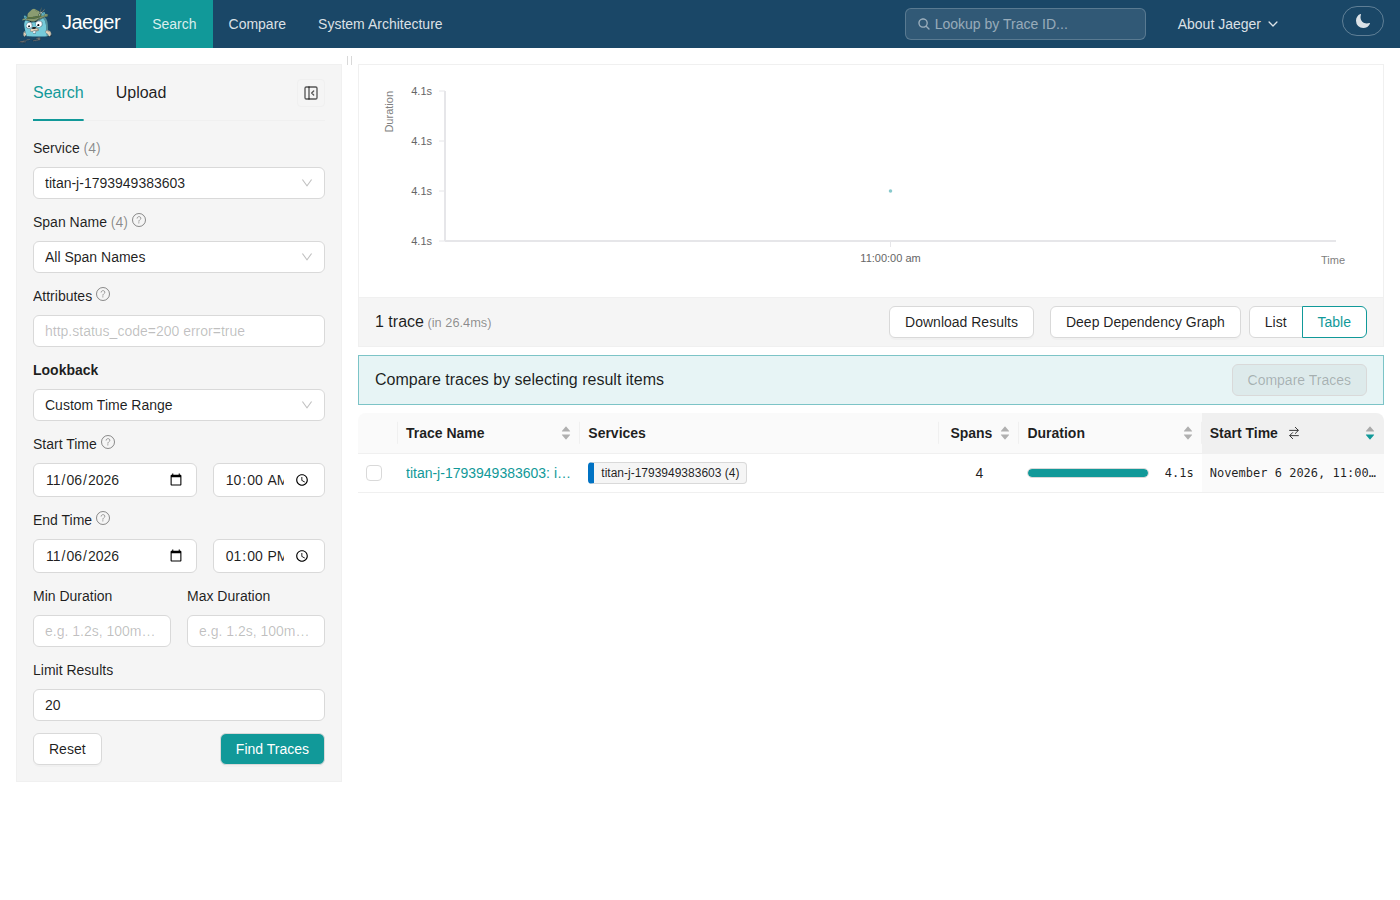 Jaeger Search Compare System Architecture Lookup by Trace ID... About Jaeger
Search Upload
Service (4)
titan-j-1793949383603
Span Name (4) ?
All Span Names
Attributes ?
http.status_code=200 error=true
Lookback
Custom Time Range
Start Time ?
11/06/2026 10:00 AM
End Time ?
11/06/2026 01:00 PM
Min Duration Max Duration
e.g. 1.2s, 100m… e.g. 1.2s, 100m…
Limit Results
20
Reset Find Traces
Duration
4.1s
4.1s
4.1s
4.1s
11:00:00 am
Time
1 trace (in 26.4ms) Download Results Deep Dependency Graph List Table
Compare traces by selecting result items Compare Traces
Trace Name Services Spans Duration Start Time
titan-j-1793949383603: i… titan-j-1793949383603 (4) 4 4.1s November 6 2026, 11:00…